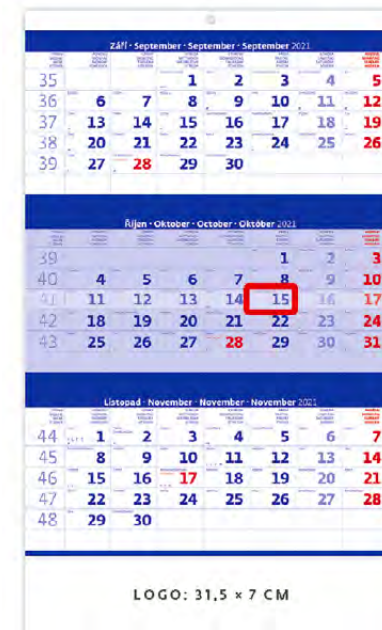 Září · September · September · September 2021
35 1 2 3 4 5
36 6 7 8 9 10 11 12
37 13 14 15 16 17 18 19
38 20 21 22 23 24 25 26
39 27 28 29 30
Říjen · Oktober · October · Október 2021
39 1 2 3
40 4 5 6 7 8 9 10
41 11 12 13 14 15 16 17
42 18 19 20 21 22 23 24
43 25 26 27 28 29 30 31
Listopad · November · November · November 2021
44 1 2 3 4 5 6 7
45 8 9 10 11 12 13 14
46 15 16 17 18 19 20 21
47 22 23 24 25 26 27 28
48 29 30
LOGO: 31,5 × 7 CM